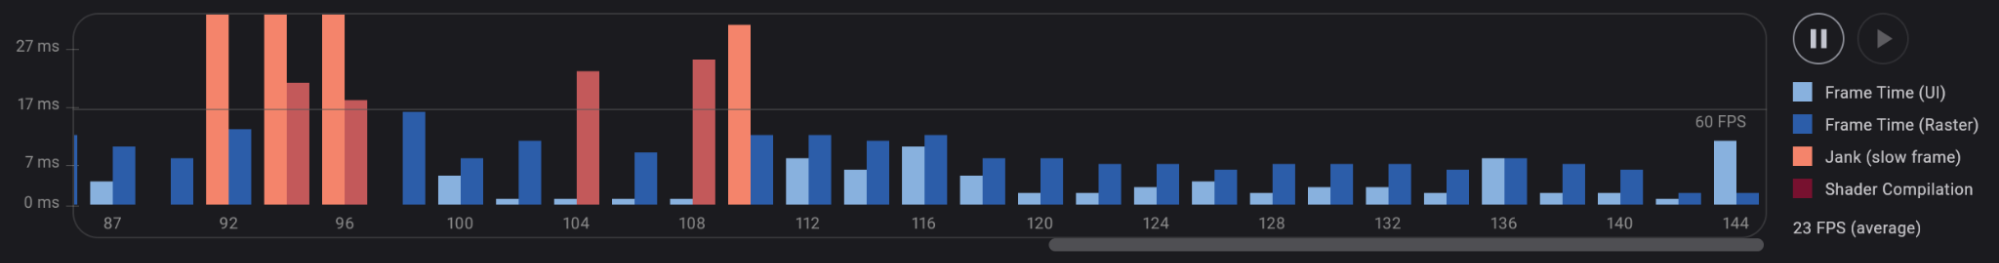 27 ms
17 ms
7 ms
0 ms
60 FPS
87 92 96 100 104 108 112 116 120 124 128 132 136 140 144
Frame Time (UI)
Frame Time (Raster)
Jank (slow frame)
Shader Compilation
23 FPS (average)